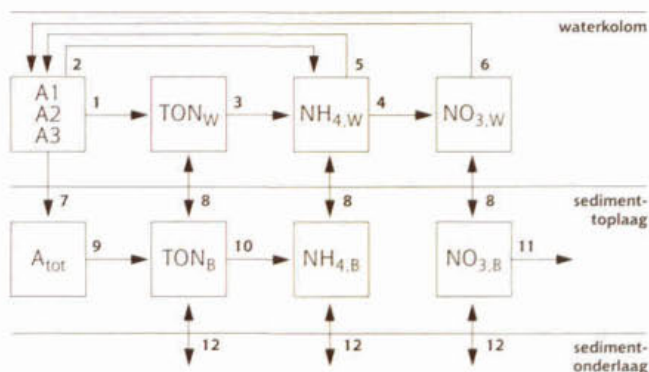 waterkolom
2 5 6
A1
A2
A3
1
TONW
3
NH4,W
4
NO3,W
7 8 8 8
sediment-
toplaag
Atot
9
TONB
10
NH4,B
NO3,B
11
12 12 12
sediment-
onderlaag